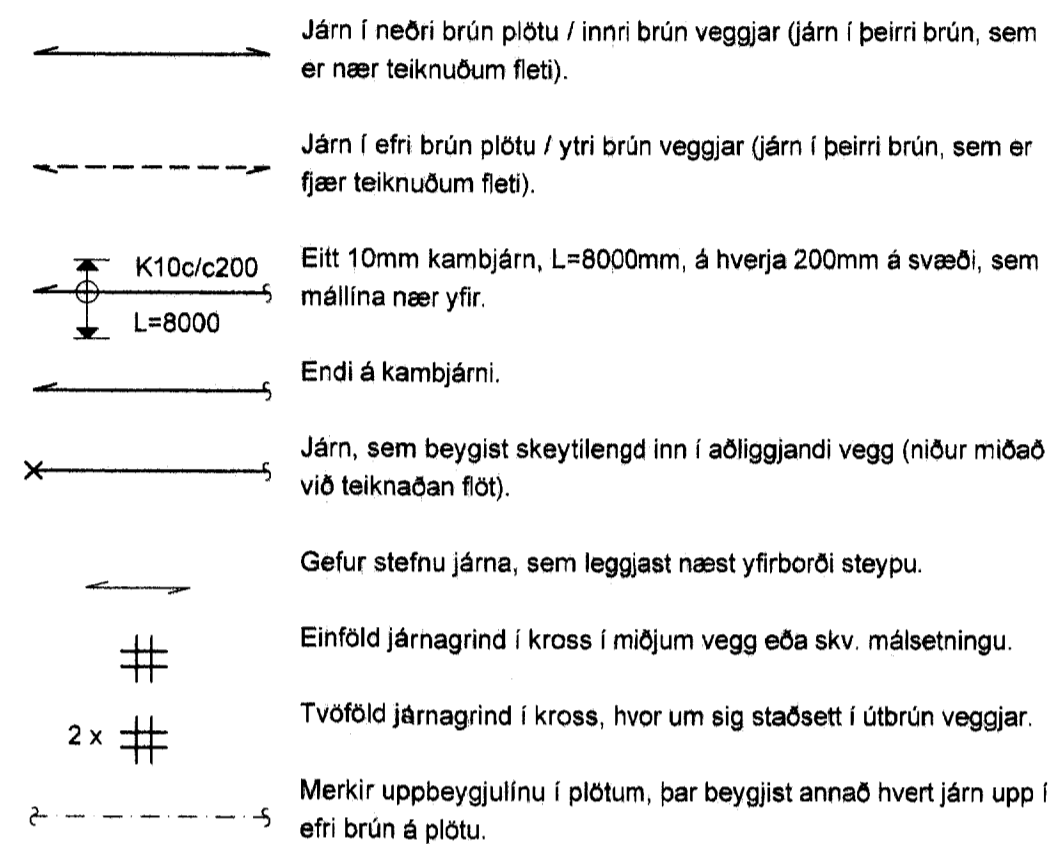 Járn í neðri brún plötu / innri brún veggjar (járn í þeirri brún, sem
er nær teiknuðum fleti).
Járn í efri brún plötu / ytri brún veggjar (járn í þeirri brún, sem er
fjær teiknuðum fleti).
K10c/c200
L=8000
Eitt 10mm kambjárn, L=8000mm, á hverja 200mm á svæði, sem
mállína nær yfir.
Endi á kambjárni.
Járn, sem beygist skeytilengd inn í aðliggjandi vegg (niður miðað
við teiknaðan flöt).
Gefur stefnu járna, sem leggjast næst yfirborði steypu.
Einföld járnagrind í kross í miðjum vegg eða skv. málsetningu.
2 x
Tvöföld járnagrind í kross, hvor um sig staðsett í útbrún veggjar.
Merkir uppbeygjulínu í plötum, þar beygjist annað hvert járn upp í
efri brún á plötu.